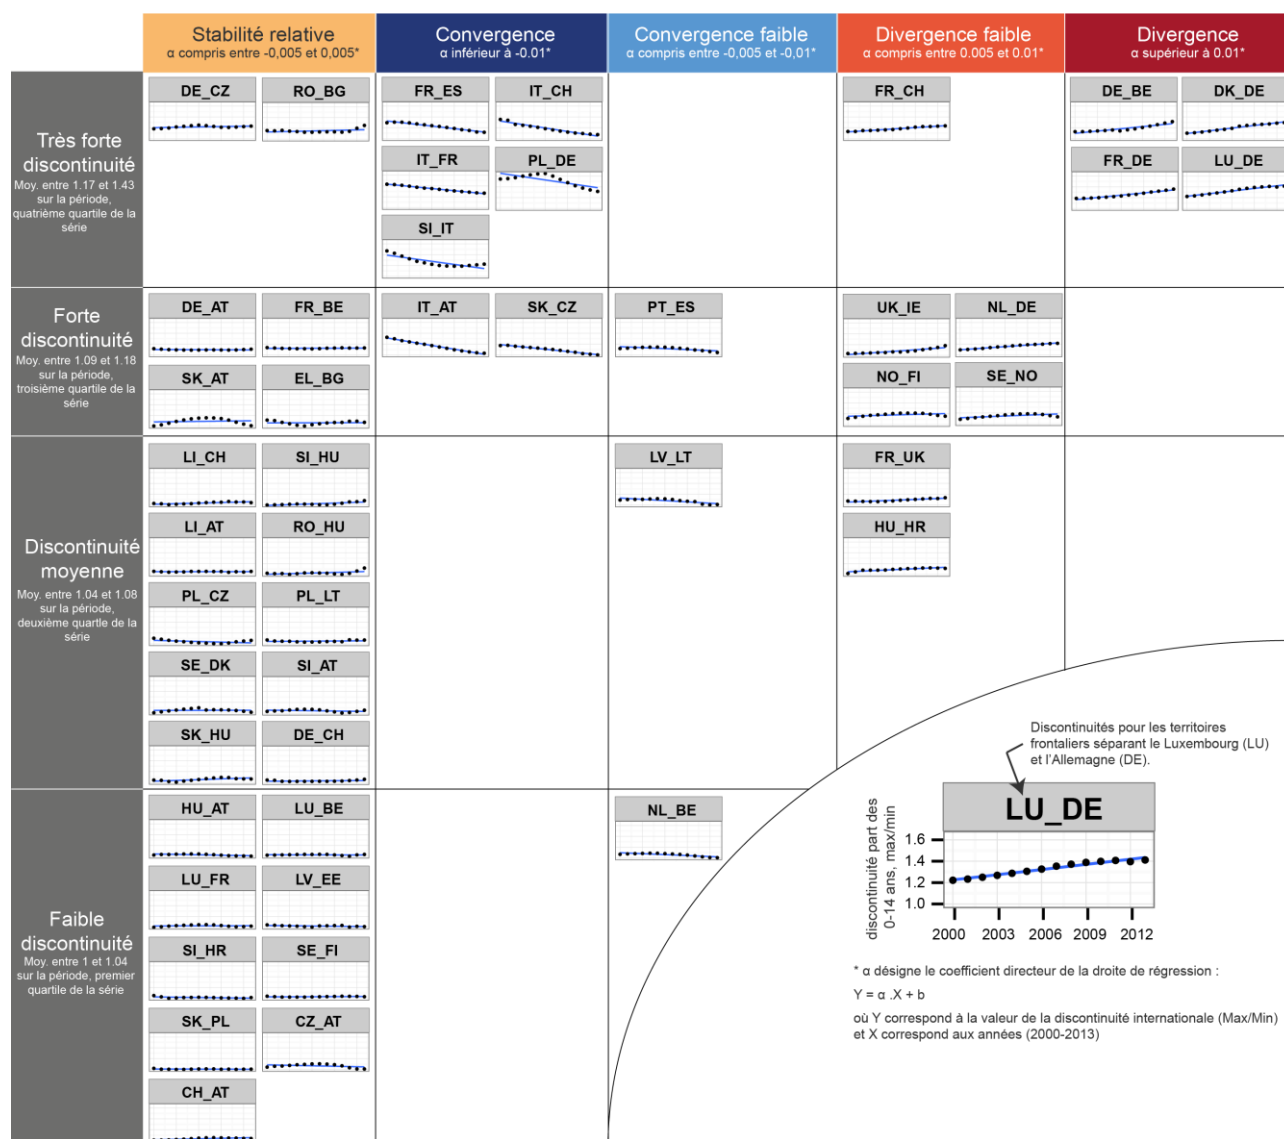 Stabilité relative
α compris entre -0,005 et 0,005*
Convergence
α inférieur à -0.01*
Convergence faible
α compris entre -0,005 et -0,01*
Divergence faible
α compris entre 0.005 et 0.01*
Divergence
α supérieur à 0.01*
Très forte
discontinuité
Moy. entre 1.17 et 1.43
sur la période,
quatrième quartile de la
série
DE_CZ
RO_BG
FR_ES
IT_CH
IT_FR
PL_DE
SI_IT
FR_CH
DE_BE
DK_DE
FR_DE
LU_DE
Forte
discontinuité
Moy. entre 1.09 et 1.18
sur la période,
troisième quartile de la
série
DE_AT
FR_BE
SK_AT
EL_BG
IT_AT
SK_CZ
PT_ES
UK_IE
NL_DE
NO_FI
SE_NO
Discontinuité
moyenne
Moy. entre 1.04 et 1.08
sur la période,
deuxième quartle de la
série
LI_CH
SI_HU
LI_AT
RO_HU
PL_CZ
PL_LT
SE_DK
SI_AT
SK_HU
DE_CH
LV_LT
FR_UK
HU_HR
Faible
discontinuité
Moy. entre 1 et 1.04
sur la période, premier
quartile de la série
HU_AT
LU_BE
LU_FR
LV_EE
SI_HR
SE_FI
SK_PL
CZ_AT
CH_AT
NL_BE
Discontinuités pour les territoires
frontaliers séparant le Luxembourg (LU)
et l'Allemagne (DE).
LU_DE
discontinuité part des
0-14 ans, max/min
1.6
1.4
1.2
1.0
2000 2003 2006 2009 2012
* α désigne le coefficient directeur de la droite de régression :
Y = α .X + b
où Y correspond à la valeur de la discontinuité internationale (Max/Min)
et X correspond aux années (2000-2013)